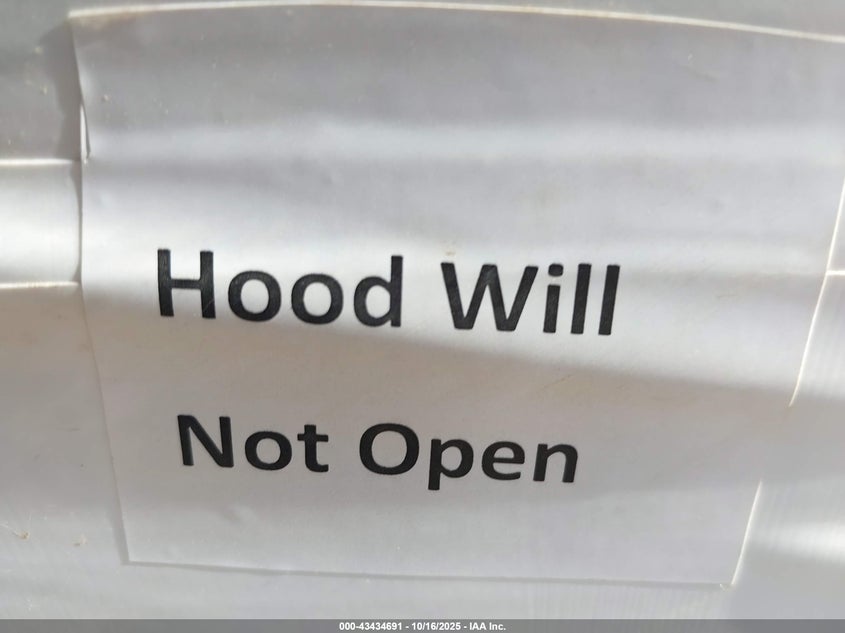 Hood Will
Not Open
000-43434691 - 10/16/2025 - IAA Inc.